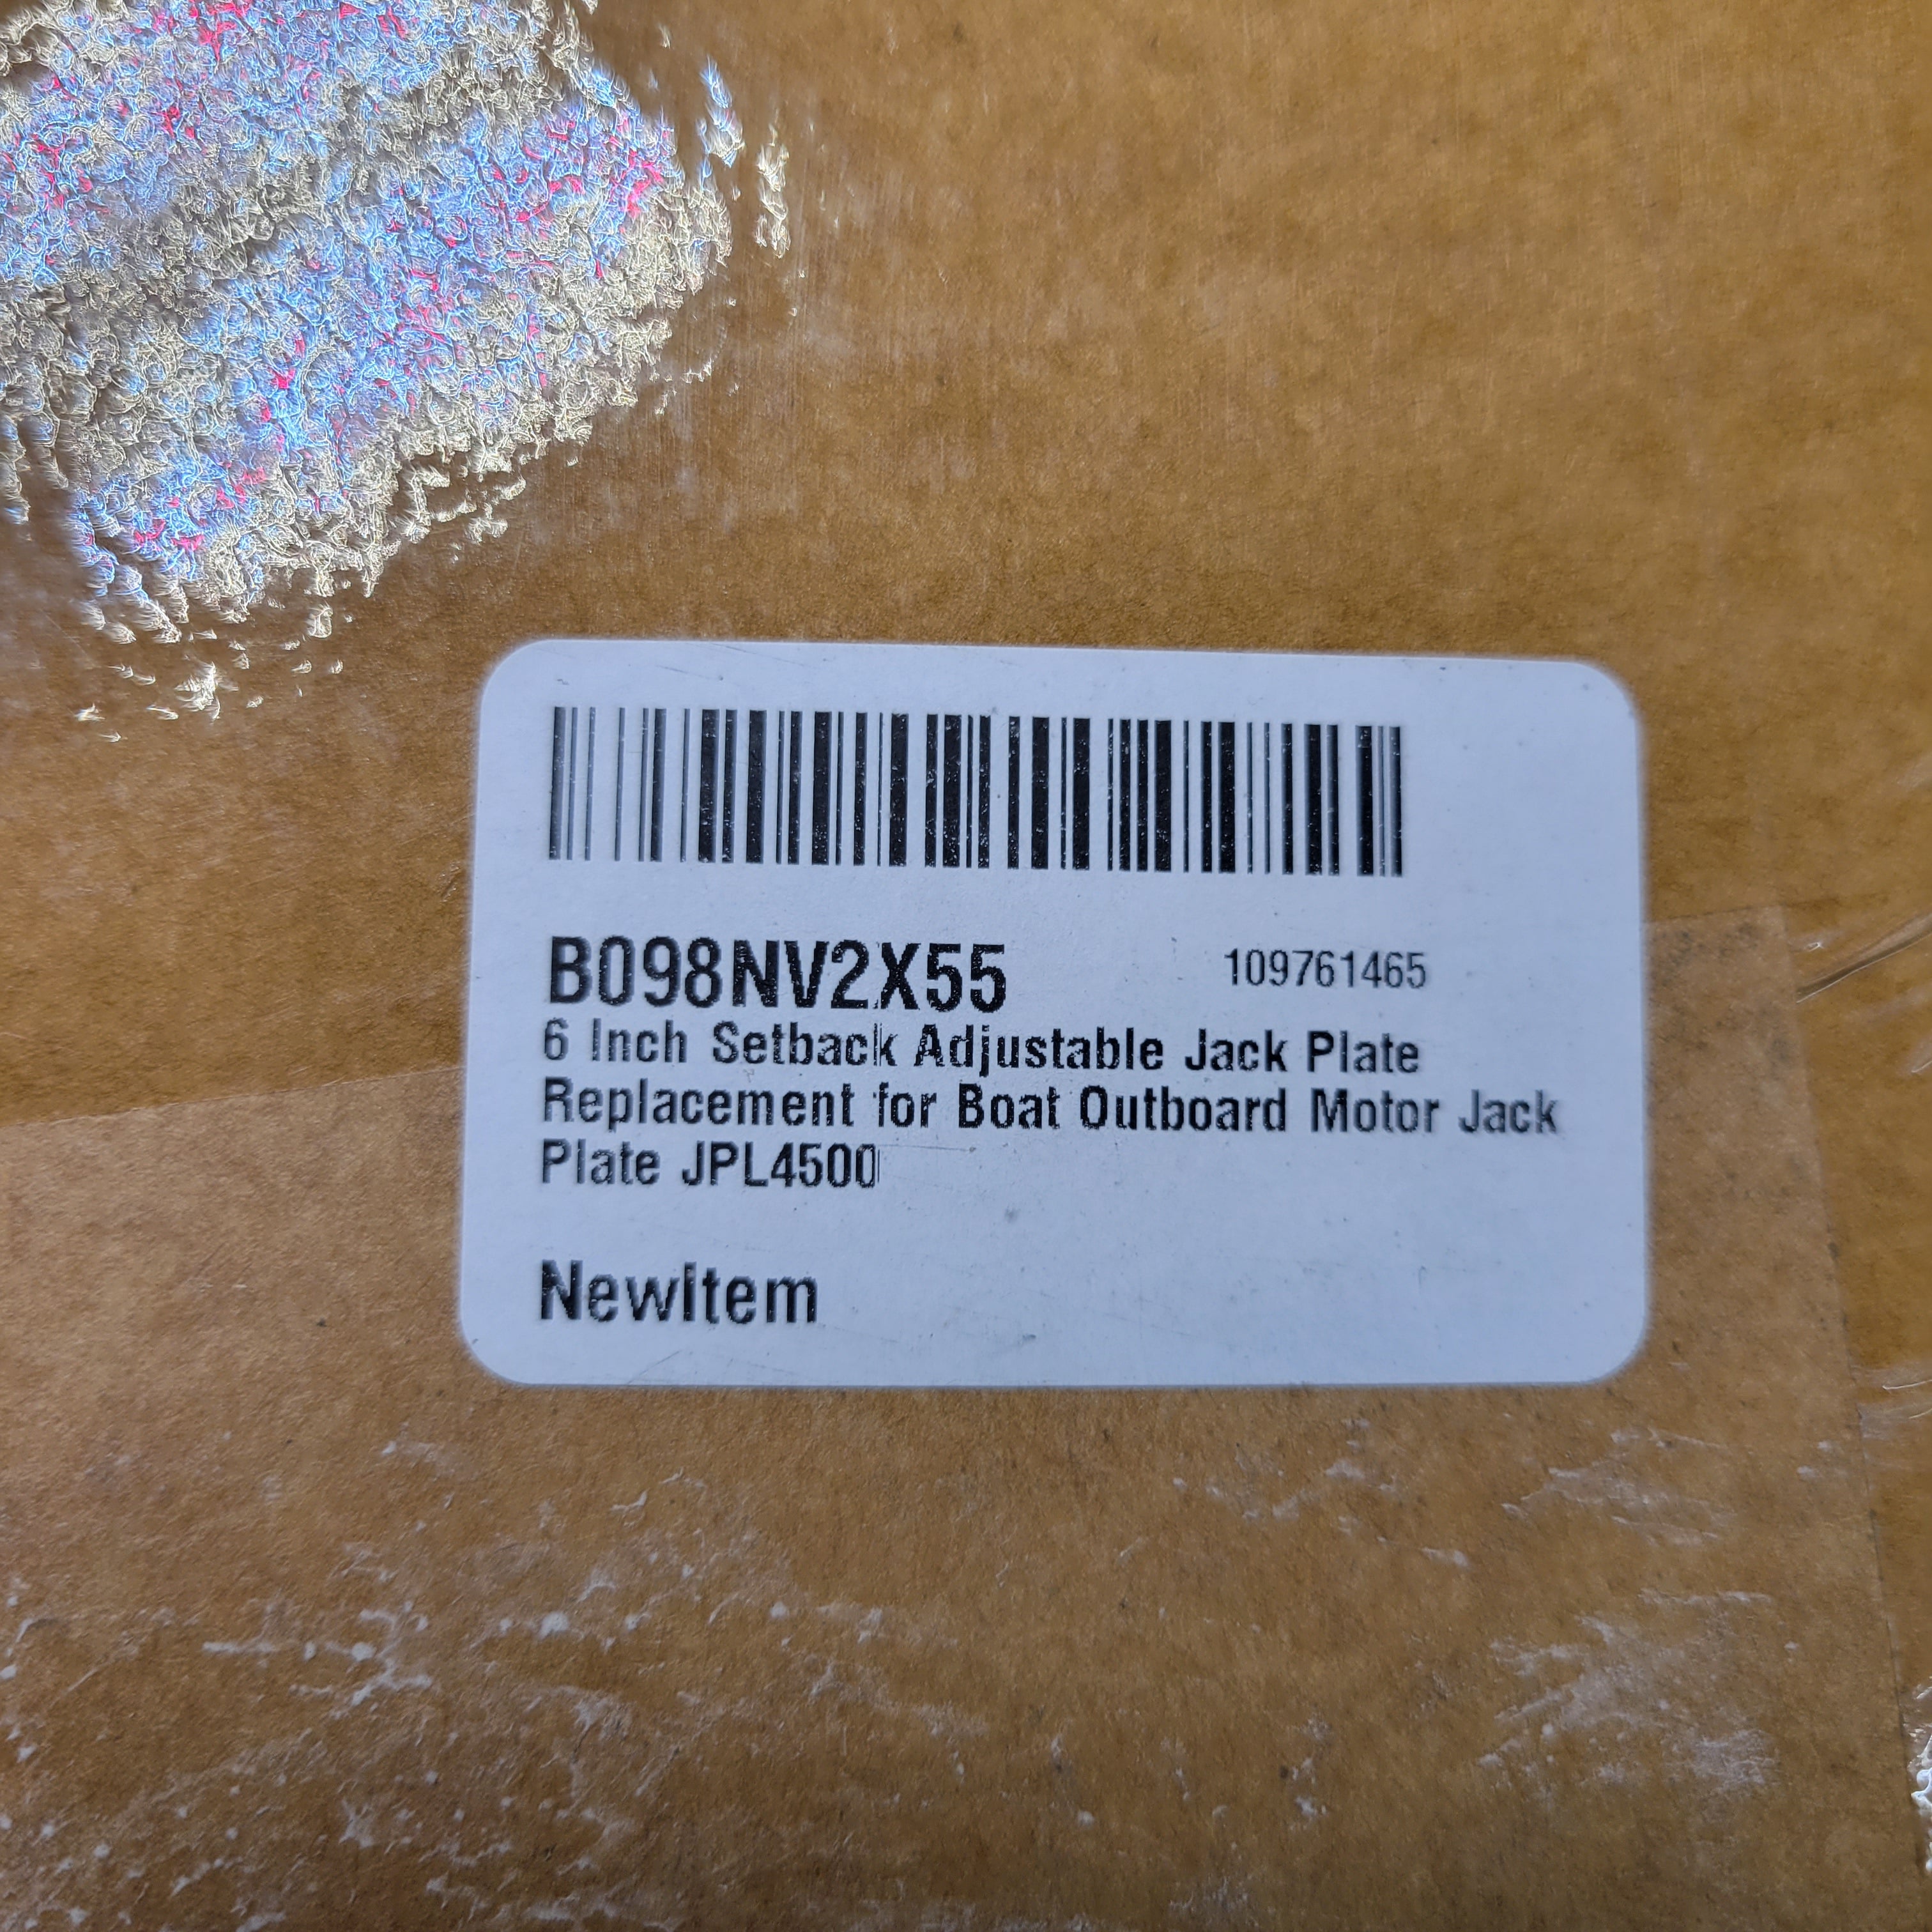 B098NV2X55 109761465
6 Inch Setback Adjustable Jack Plate
Replacement for Boat Outboard Motor Jack
Plate JPL4500
NewItem